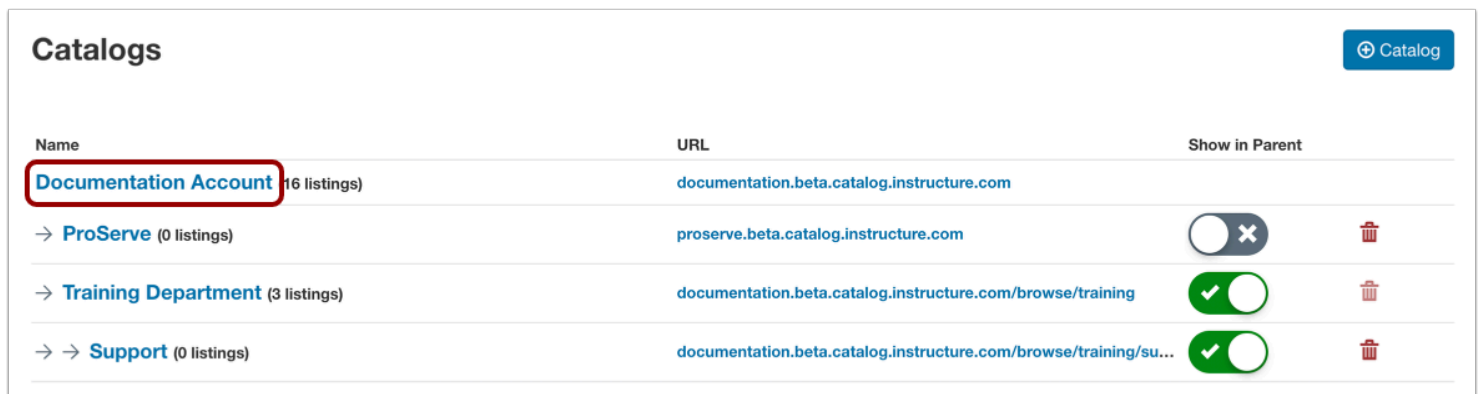 Catalogs
Catalog
Name URL Show in Parent
Documentation Account (16 listings) documentation.beta.catalog.instructure.com
→ ProServe (0 listings) proserve.beta.catalog.instructure.com
→ Training Department (3 listings) documentation.beta.catalog.instructure.com/browse/training
→ → Support (0 listings) documentation.beta.catalog.instructure.com/browse/training/su...